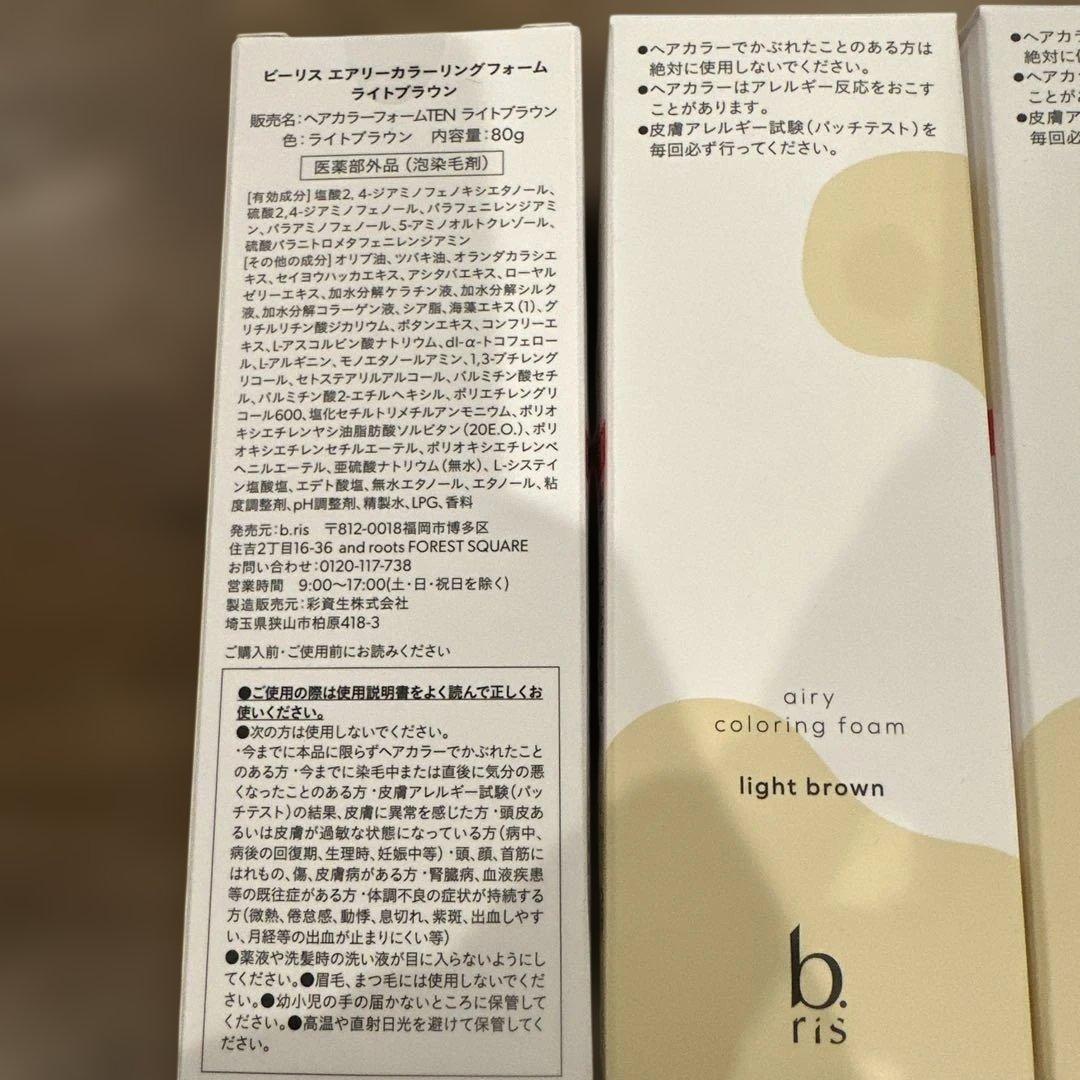 ビーリス エアリーカラーリングフォーム
ライトブラウン
販売名:ヘアカラーフォームTEN ライトブラウン
色:ライトブラウン 内容量:80g
医薬部外品(泡染毛剤)
[有効成分]塩酸2, 4-ジアミノフェノキシエタノール、
硫酸2,4-ジアミノフェノール、パラフェニレンジアミ
ン、パラアミノフェノール、5-アミノオルトクレゾール、
硫酸パラニトロメタフェニレンジアミン
[その他の成分]オリブ油、ツバキ油、オランダカラシエ
キス、セイヨウハッカエキス、アシタバエキス、ローヤル
ゼリーエキス、加水分解ケラチン液、加水分解シルク
液、加水分解コラーゲン液、シア脂、海藻エキス(1)、グ
リチルリチン酸ジカリウム、ボタンエキス、コンフリーエ
キス、L-アスコルビン酸ナトリウム、dl-α-トコフェロー
ル、L-アルギニン、モノエタノールアミン、1,3-ブチレング
リコール、セトステアリルアルコール、パルミチン酸セチ
ル、パルミチン酸2-エチルヘキシル、ポリエチレングリ
コール600、塩化セチルトリメチルアンモニウム、ポリオ
キシエチレンヤシ油脂肪酸ソルビタン(20E.O.)、ポリ
オキシエチレンセチルエーテル、ポリオキシエチレンベ
ヘニルエーテル、亜硫酸ナトリウム(無水)、L-システイ
ン塩酸塩、エデト酸塩、無水エタノール、エタノール、粘
度調整剤、pH調整剤、精製水、LPG、香料
発売元:b.ris 〒812-0018福岡市博多区
住吉2丁目16-36 and roots FOREST SQUARE
お問い合わせ:0120-117-738
営業時間 9:00〜17:00(土・日・祝日を除く)
製造販売元:彩資生株式会社
埼玉県狭山市柏原418-3
ご購入前・ご使用前にお読みください
●ご使用の際は使用説明書をよく読んで正しくお
使いください。
●次の方は使用しないでください。
・今までに本品に限らずヘアカラーでかぶれたこと
のある方・今までに染毛中または直後に気分の悪
くなったことのある方・皮膚アレルギー試験(パッ
チテスト)の結果、皮膚に異常を感じた方・頭皮あ
るいは皮膚が過敏な状態になっている方(病中、
病後の回復期、生理時、妊娠中等)・頭、顔、首筋に
はれもの、傷、皮膚病がある方・腎臓病、血液疾患
等の既往症がある方・体調不良の症状が持続する
方(微熱、倦怠感、動悸、息切れ、紫斑、出血しやす
い、月経等の出血が止まりにくい等)
●薬液や洗髪時の洗い液が目に入らないようにし
てください。●眉毛、まつ毛には使用しないでくだ
さい。●幼小児の手の届かないところに保管して
ください。●高温や直射日光を避けて保管してく
ださい。
●ヘアカラーでかぶれたことのある方は
絶対に使用しないでください。
●ヘアカラーはアレルギー反応をおこす
ことがあります。
●皮膚アレルギー試験(パッチテスト)を
毎回必ず行ってください。
airy
coloring foam
light brown
b.
ris
●ヘアカラ
絶対に
●ヘアカ
ことが
●皮膚ア
毎回必